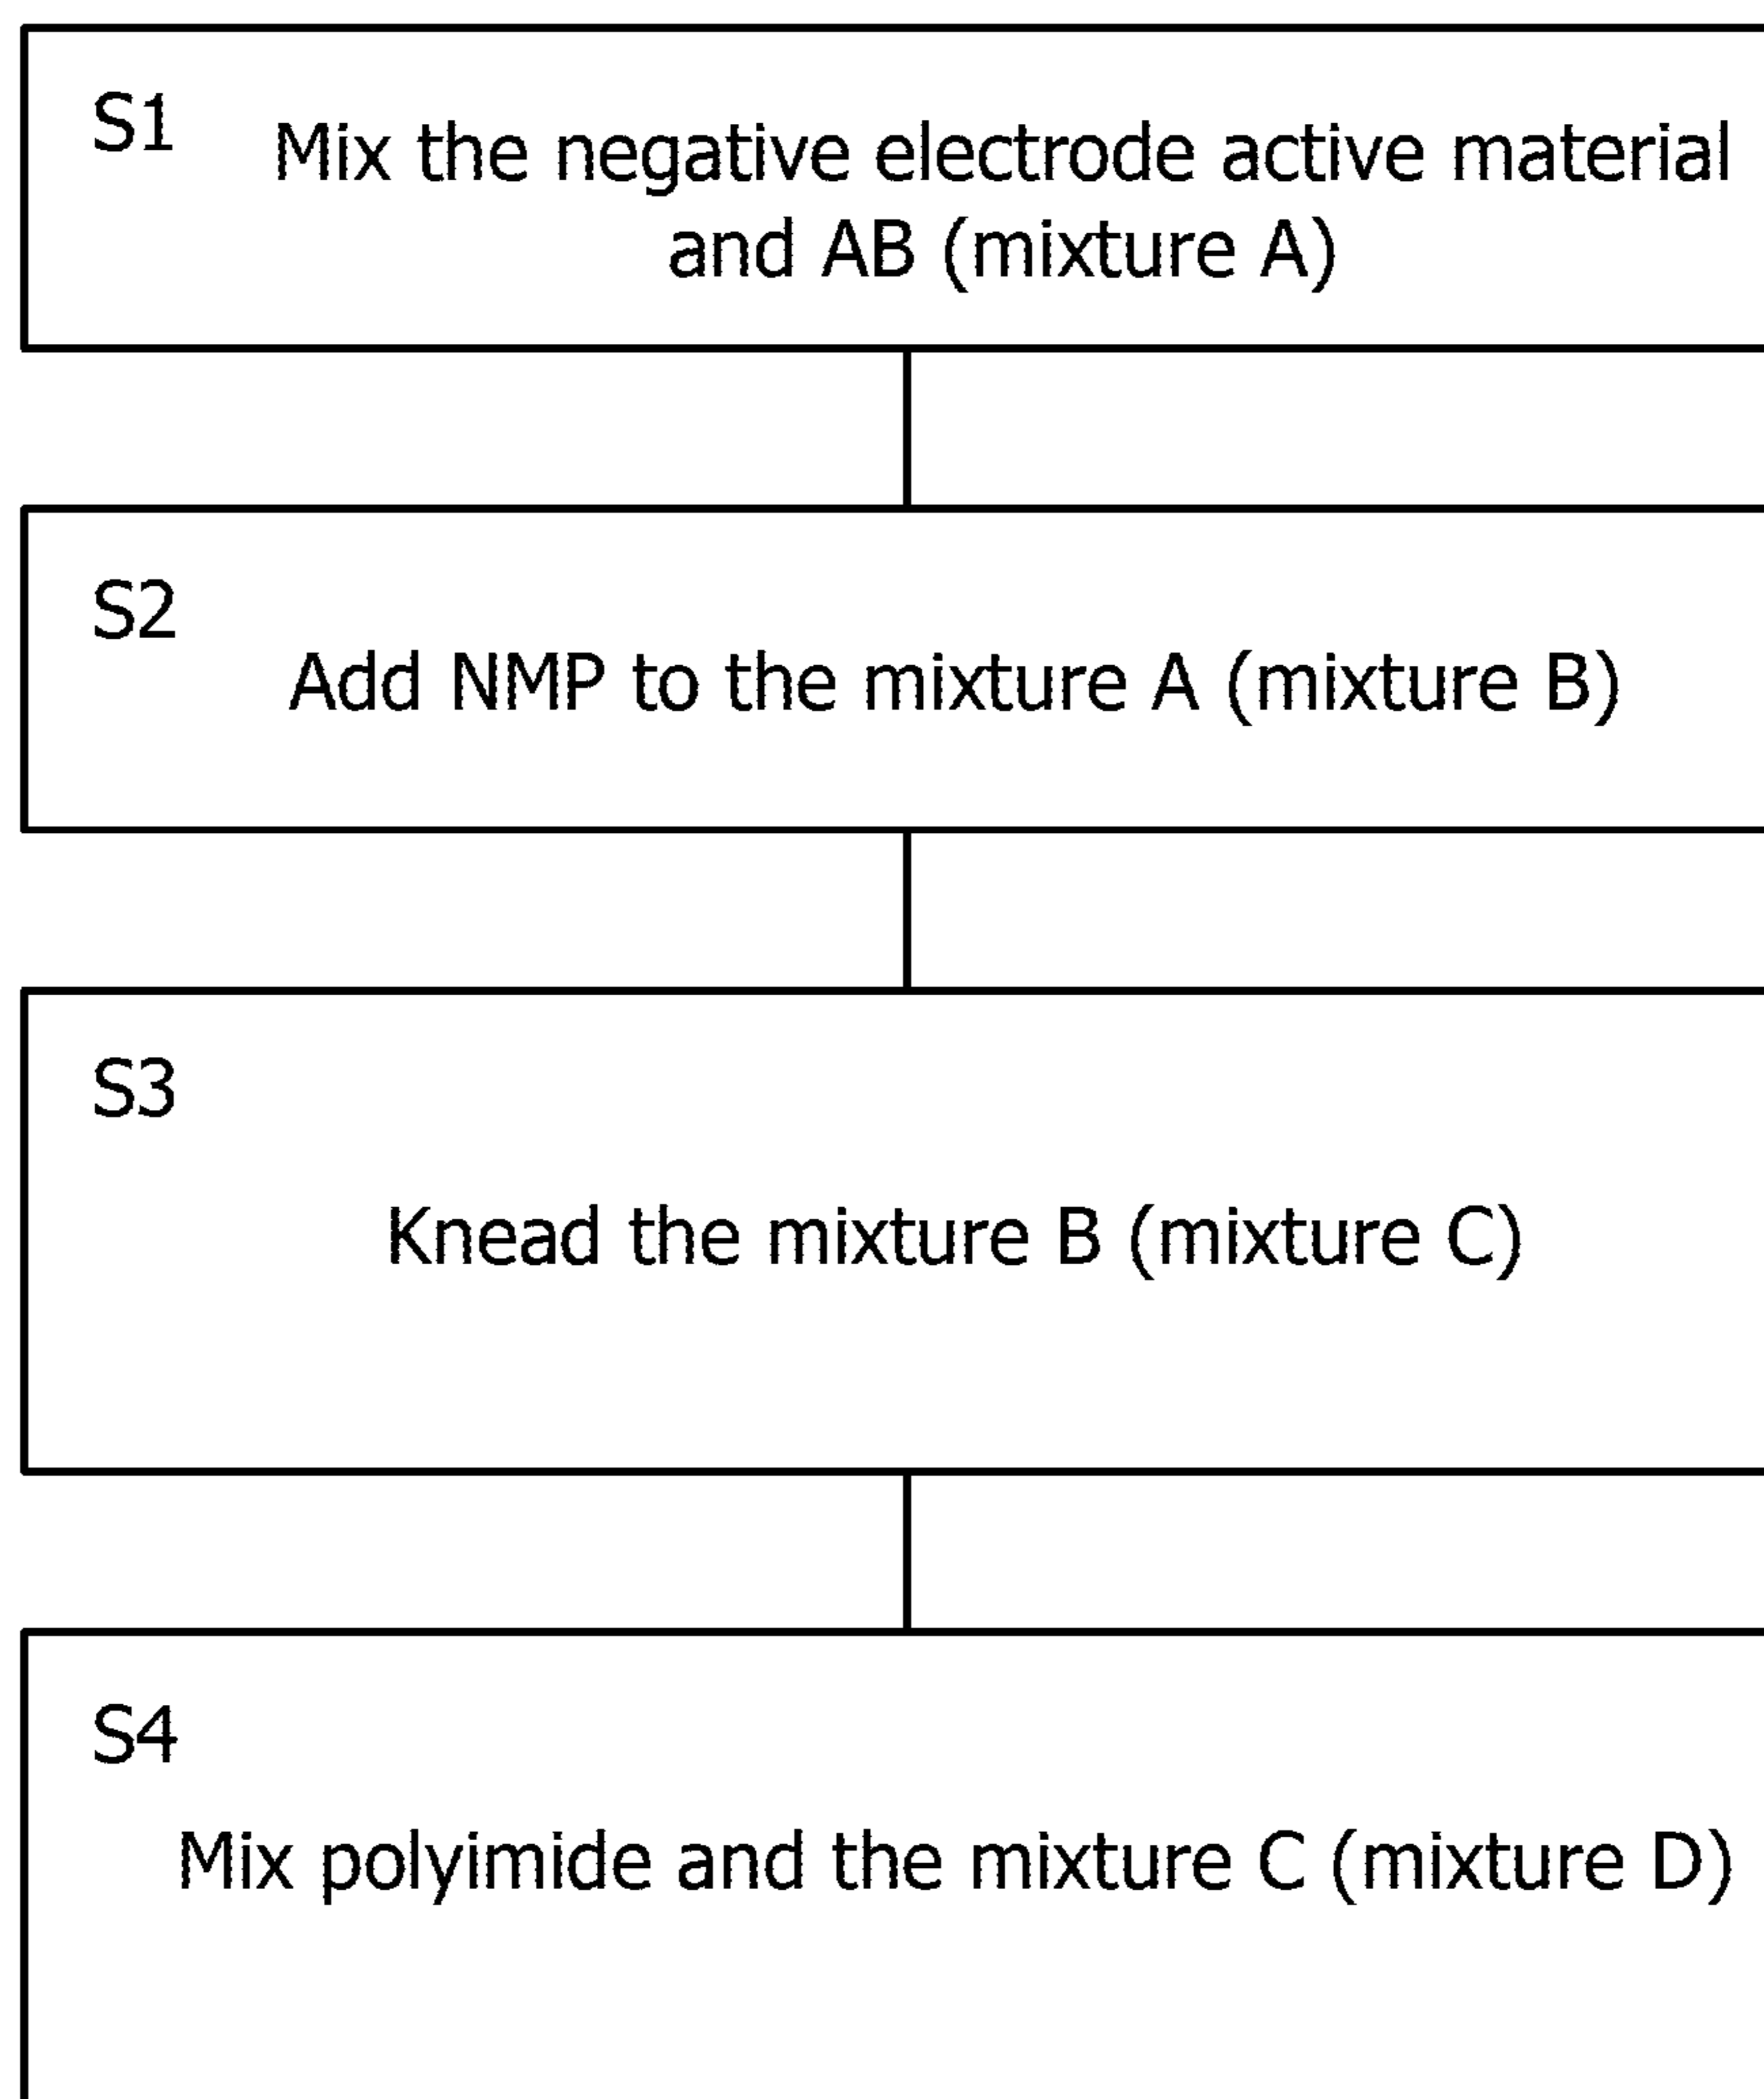 S1
Mix the negative electrode active material
and AB (mixture A)
S2
Add NMP to the mixture A (mixture B)
S3
Knead the mixture B (mixture C)
S4
Mix polyimide and the mixture C (mixture D)